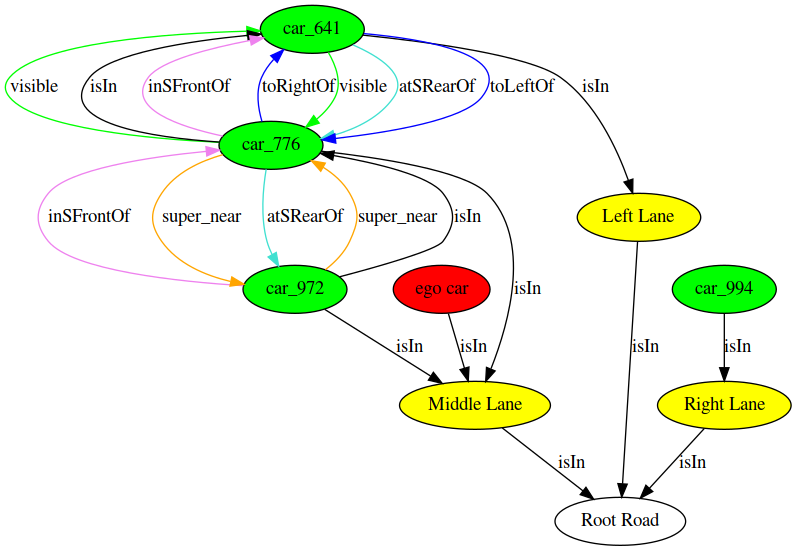 car_641
visible isIn inSFrontOf toRightOf visible atSRearOf toLeftOf isIn
car_776
inSFrontOf super_near atSRearOf super_near isIn Left Lane
car_972 ego car isIn car_994
isIn isIn isIn isIn
Middle Lane Right Lane
isIn isIn
Root Road